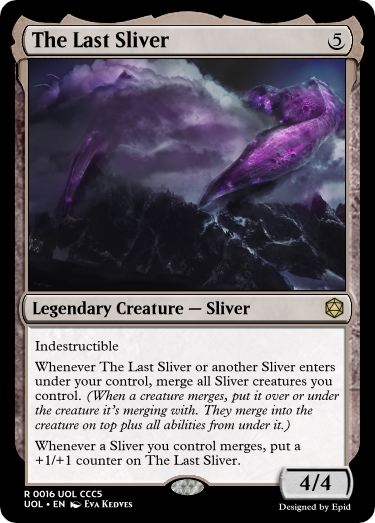 The Last Sliver 5
Legendary Creature — Sliver
Indestructible
Whenever The Last Sliver or another Sliver enters
under your control, merge all Sliver creatures you
control. (When a creature merges, put it over or under
the creature it's merging with. They merge into the
creature on top plus all abilities from under it.)
Whenever a Sliver you control merges, put a
+1/+1 counter on The Last Sliver.
4/4
R 0016 UOL CCC5
UOL • EN Eva Kedves
Designed by Epid